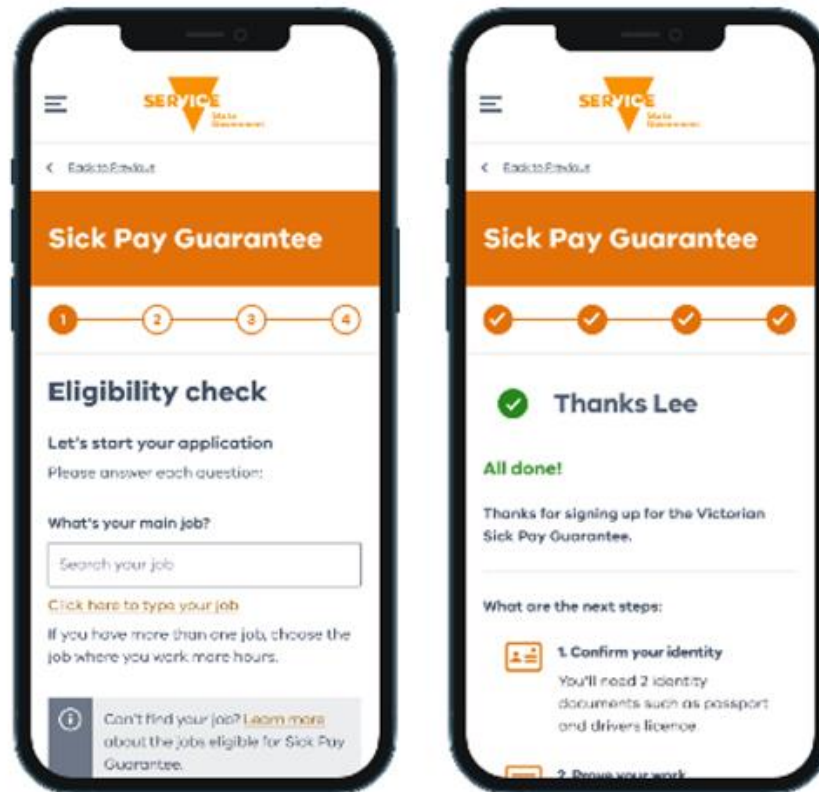 SERVICE
State
Government
Back to Previous
Sick Pay Guarantee
1
2
3
4
Eligibility check
Let's start your application
Please answer each question:
What's your main job?
Search your job
Click here to type your job
If you have more than one job, choose the
job where you work more hours.
Can't find your job? Learn more
about the jobs eligible for Sick Pay
Guarantee.
SERVICE
State
Government
Back to Previous
Sick Pay Guarantee
Thanks Lee
All done!
Thanks for signing up for the Victorian
Sick Pay Guarantee.
What are the next steps:
1. Confirm your identity
You'll need 2 identity
documents such as passport
and drivers licence.
2. Prove your work